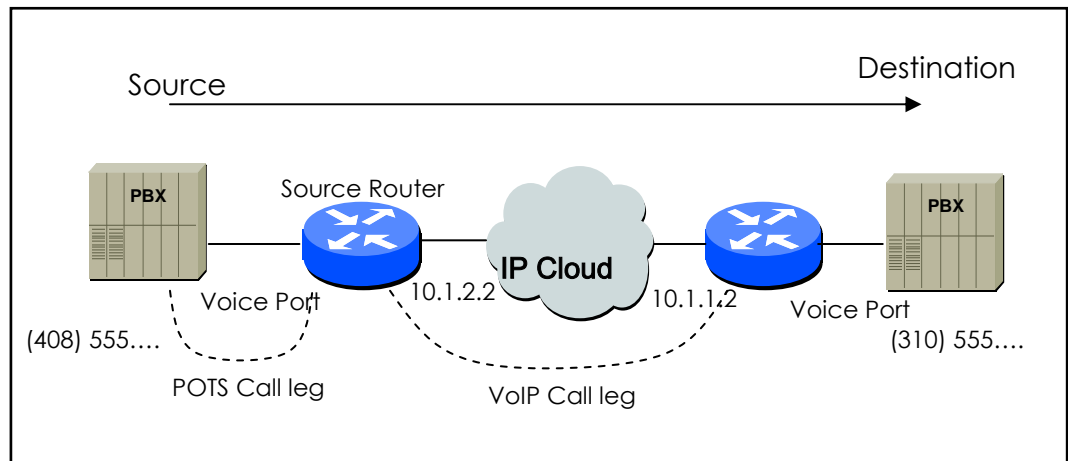 Source
Destination
PBX
Source Router
PBX
IP Cloud
Voice Port
10.1.2.2
10.1.1.2
Voice Port
(408) 555....
(310) 555....
POTS Call leg
VoIP Call leg